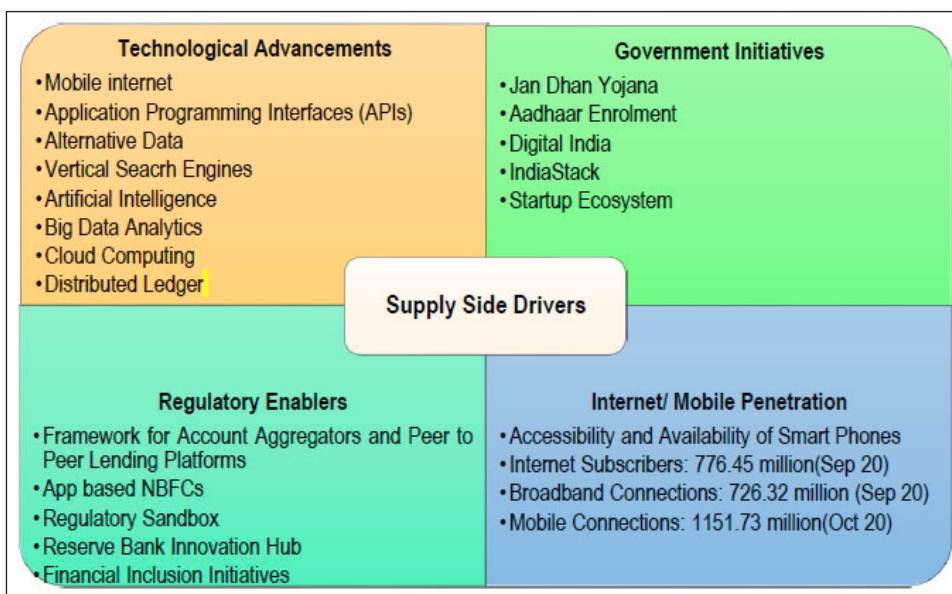 Technological Advancements
•Mobile internet
•Application Programming Interfaces (APIs)
•Alternative Data
•Vertical Seacrh Engines
•Artificial Intelligence
•Big Data Analytics
•Cloud Computing
•Distributed Ledger
Government Initiatives
•Jan Dhan Yojana
•Aadhaar Enrolment
•Digital India
•IndiaStack
•Startup Ecosystem
Supply Side Drivers
Regulatory Enablers
•Framework for Account Aggregators and Peer to
Peer Lending Platforms
•App based NBFCs
•Regulatory Sandbox
•Reserve Bank Innovation Hub
•Financial Inclusion Initiatives
Internet/ Mobile Penetration
•Accessibility and Availability of Smart Phones
•Internet Subscribers: 776.45 million(Sep 20)
•Broadband Connections: 726.32 million (Sep 20)
•Mobile Connections: 1151.73 million(Oct 20)